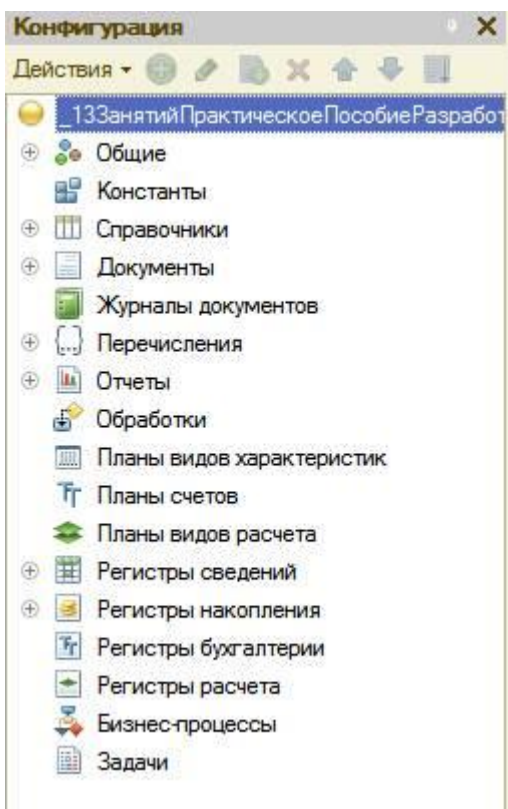 Конфигурация
Действия
_13ЗанятийПрактическоеПособиеРазработ
Общие
Константы
Справочники
Документы
Журналы документов
Перечисления
Отчеты
Обработки
Планы видов характеристик
Планы счетов
Планы видов расчета
Регистры сведений
Регистры накопления
Регистры бухгалтерии
Регистры расчета
Бизнес-процессы
Задачи